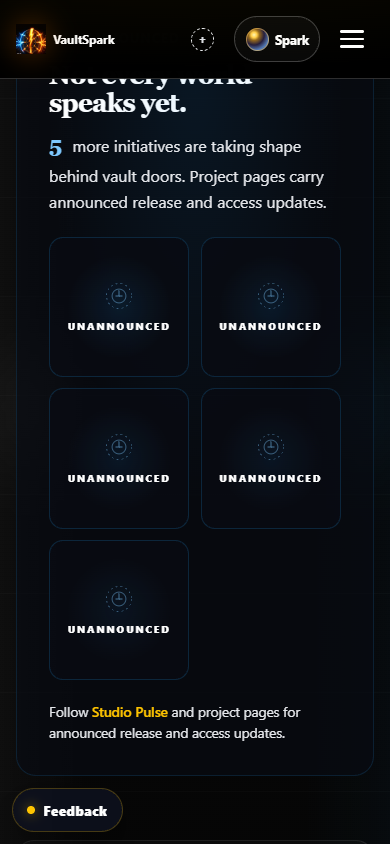 VaultSpark
+
Spark
Not every world
speaks yet.
5 more initiatives are taking shape
behind vault doors. Project pages carry
announced release and access updates.
UNANNOUNCED
UNANNOUNCED
UNANNOUNCED
UNANNOUNCED
UNANNOUNCED
Follow Studio Pulse and project pages for
announced release and access updates.
Feedback